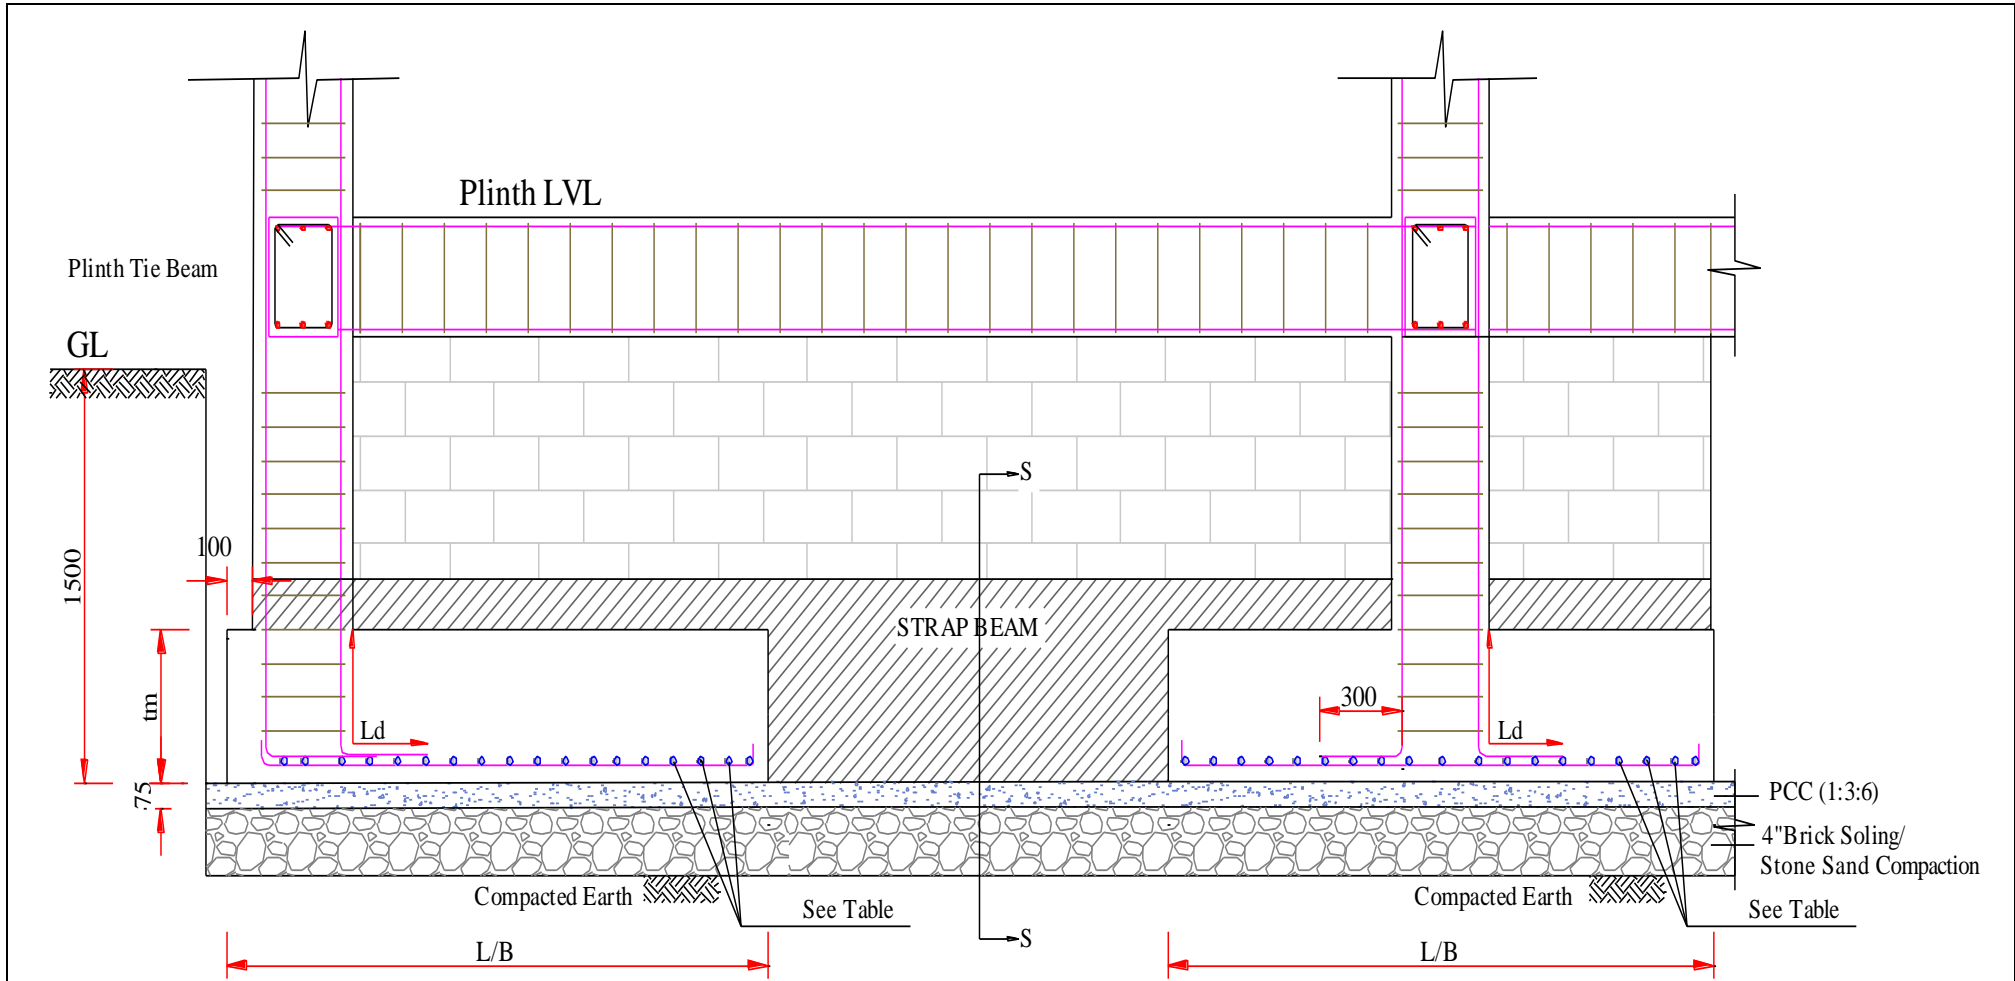 Plinth LVL
Plinth Tie Beam
GL
S
100
1500
STRAP BEAM
300
tm
Ld
Ld
75
PCC (1:3:6)
4"Brick Soling/
Stone Sand Compaction
Compacted Earth
Compacted Earth
See Table
See Table
S
L/B
L/B